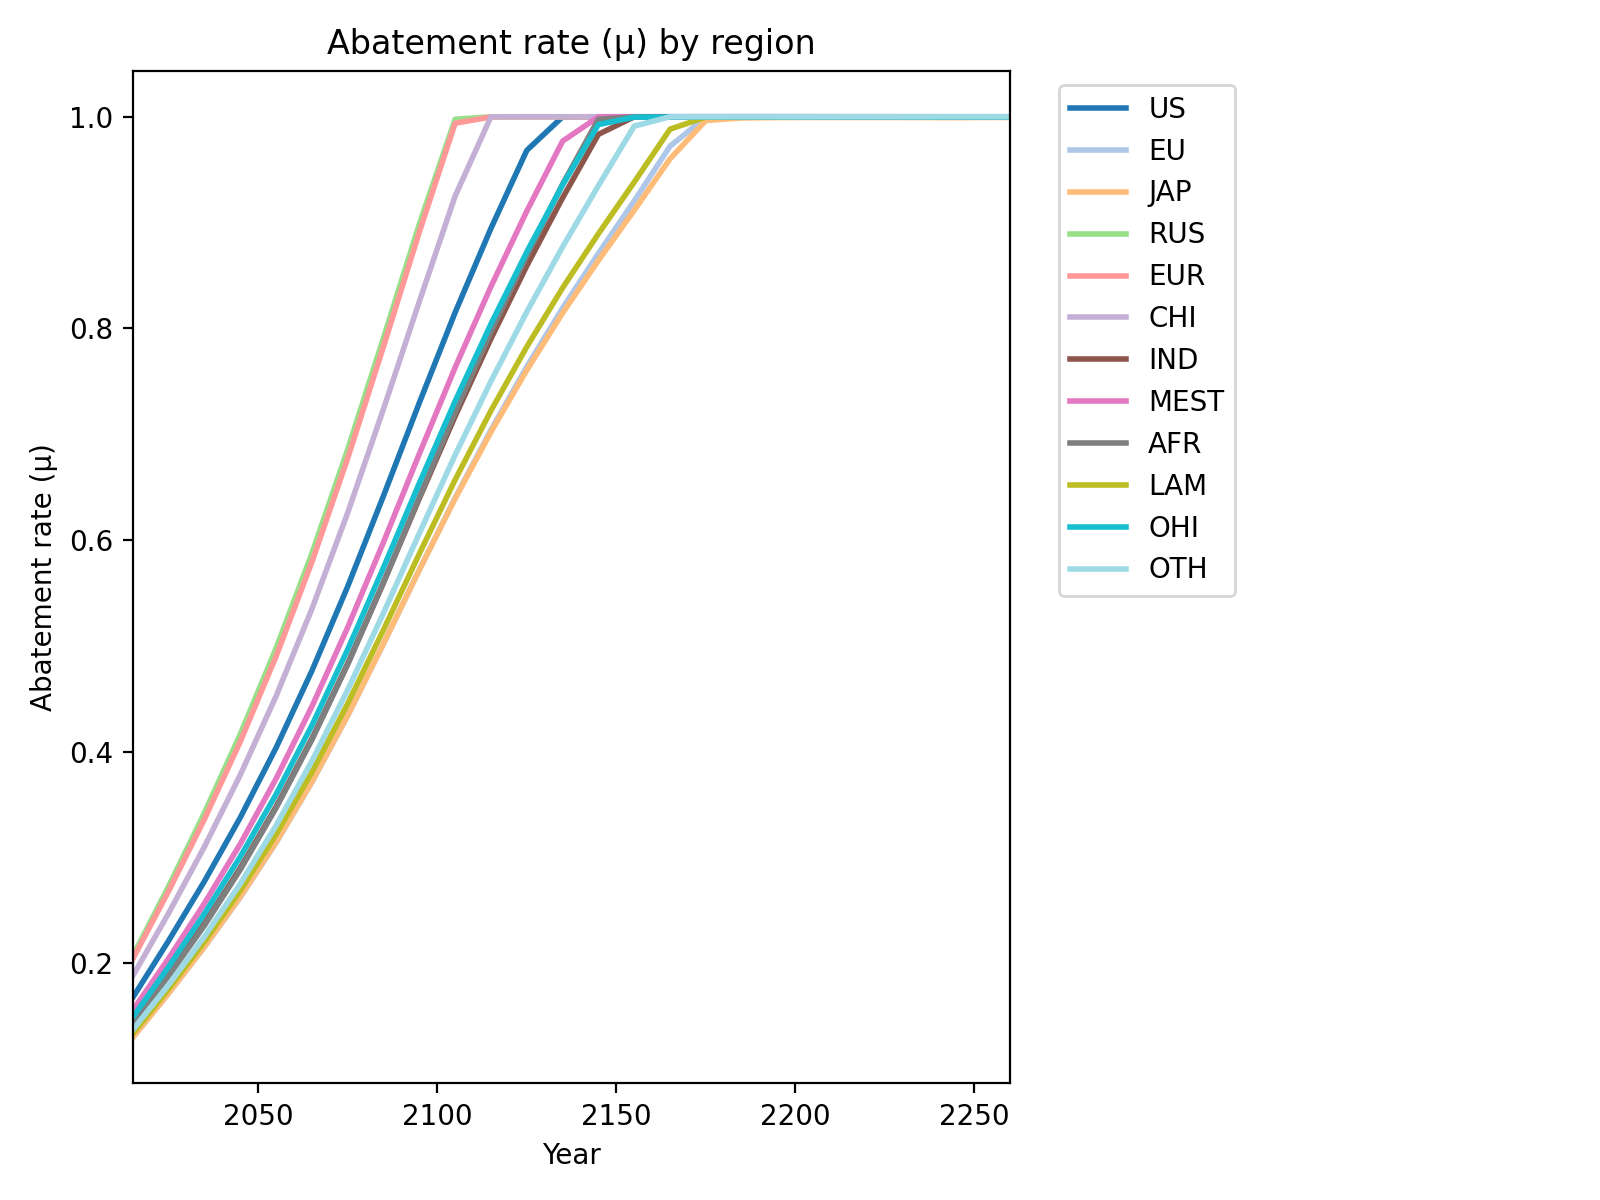 Abatement rate (μ) by region
Abatement rate (μ)
1.0
0.8
0.6
0.4
0.2
2050
2100
2150
2200
2250
Year
US
EU
JAP
RUS
EUR
CHI
IND
MEST
AFR
LAM
OHI
OTH